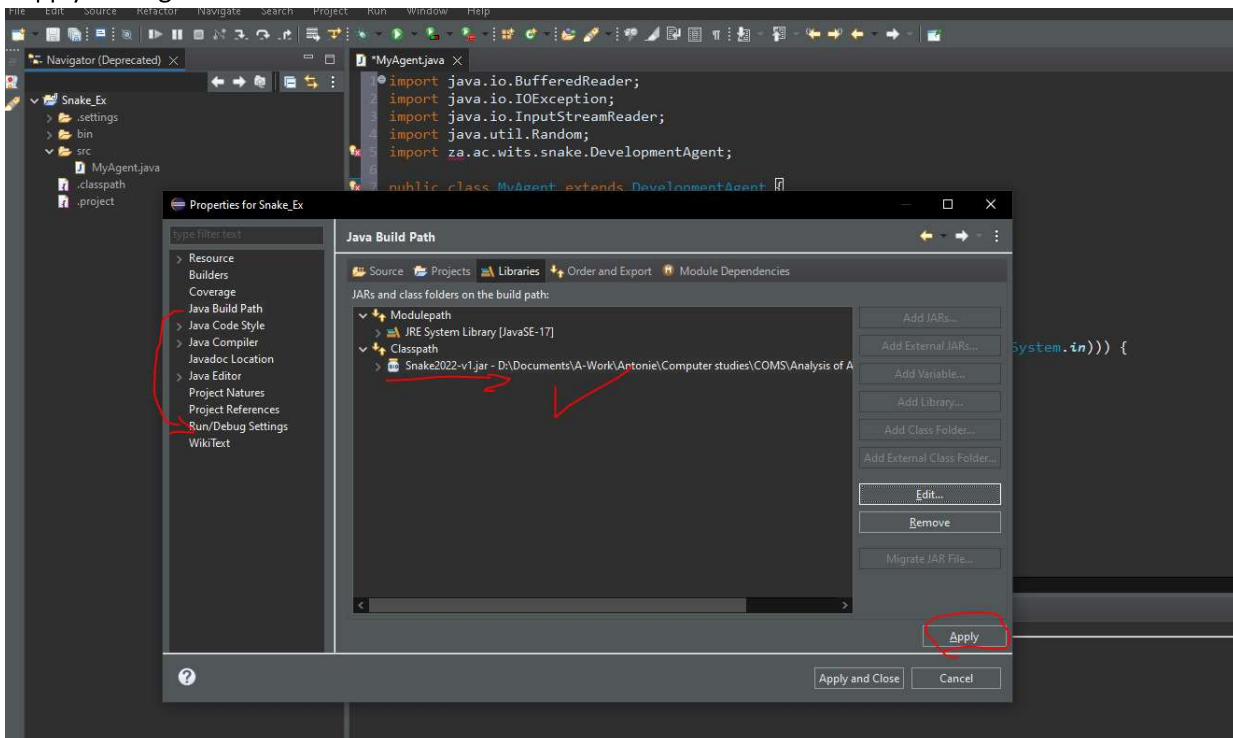 File Edit Source Refactor Navigate Search Project Run Window Help
Navigator (Deprecated)
*MyAgent.java
Snake_Ex
.settings
bin
src
MyAgent.java
.classpath
.project
1 import java.io.BufferedReader;
2 import java.io.IOException;
3 import java.io.InputStreamReader;
4 import java.util.Random;
5 import za.ac.wits.snake.DevelopmentAgent;
6
7 public class MyAgent extends DevelopmentAgent {
System.in))) {
Properties for Snake_Ex
type filter text
Resource
Builders
Coverage
Java Build Path
Java Code Style
Java Compiler
Javadoc Location
Java Editor
Project Natures
Project References
Run/Debug Settings
WikiText
Java Build Path
Source Projects Libraries Order and Export Module Dependencies
JARs and class folders on the build path:
Modulepath
JRE System Library [JavaSE-17]
Classpath
Snake2022-v1.jar - D:\Documents\A-Work\Antonie\Computer studies\COMS\Analysis of A
Add JARs...
Add External JARs...
Add Variable...
Add Library...
Add Class Folder...
Add External Class Folder...
Edit...
Remove
Migrate JAR File...
Apply
Apply and Close Cancel